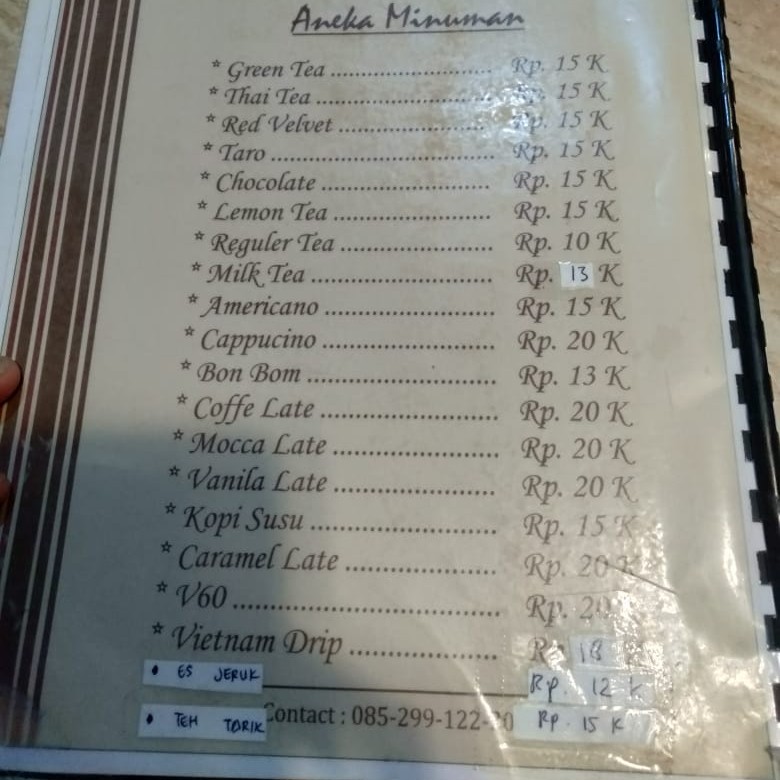 Aneka Minuman
Green Tea ........................... Rp. 15 K
Thai Tea ............................. Rp. 15 K
Red Velvet ........................ Rp. 15 K
Taro ..................................... Rp. 15 K
Chocolate ........................... Rp. 15 K
Lemon Tea .......................... Rp. 15 K
Reguler Tea ......................... Rp. 10 K
Milk Tea .............................. Rp. 13 K
Americano ........................... Rp. 15 K
Cappucino ............................ Rp. 20 K
Bon Bom .............................. Rp. 13 K
Coffe Late ............................ Rp. 20 K
Mocca Late .......................... Rp. 20 K
Vanila Late .......................... Rp. 20 K
Kopi Susu ............................ Rp. 15 K
Caramel Late ....................... Rp. 20 K
V60 ....................................... Rp. 20
Vietnam Drip ....................... Rp 18
• ES JERUK Rp. 12 K
Contact : 085-299-122-
• TEH TARIK Rp. 15 K